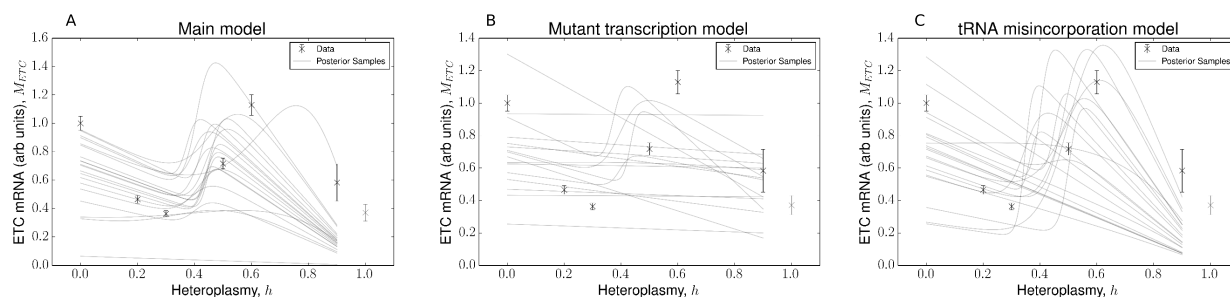 A
Main model
ETC mRNA (arb units), M_ETC
1.6
1.4
1.2
1.0
0.8
0.6
0.4
0.2
0.0
Data
Posterior Samples
0.0 0.2 0.4 0.6 0.8 1.0
Heteroplasmy, h
B
Mutant transcription model
ETC mRNA (arb units), M_ETC
1.4
1.2
1.0
0.8
0.6
0.4
0.2
0.0
Data
Posterior Samples
0.0 0.2 0.4 0.6 0.8 1.0
Heteroplasmy, h
C
tRNA misincorporation model
ETC mRNA (arb units), M_ETC
1.4
1.2
1.0
0.8
0.6
0.4
0.2
0.0
Data
Posterior Samples
0.0 0.2 0.4 0.6 0.8 1.0
Heteroplasmy, h